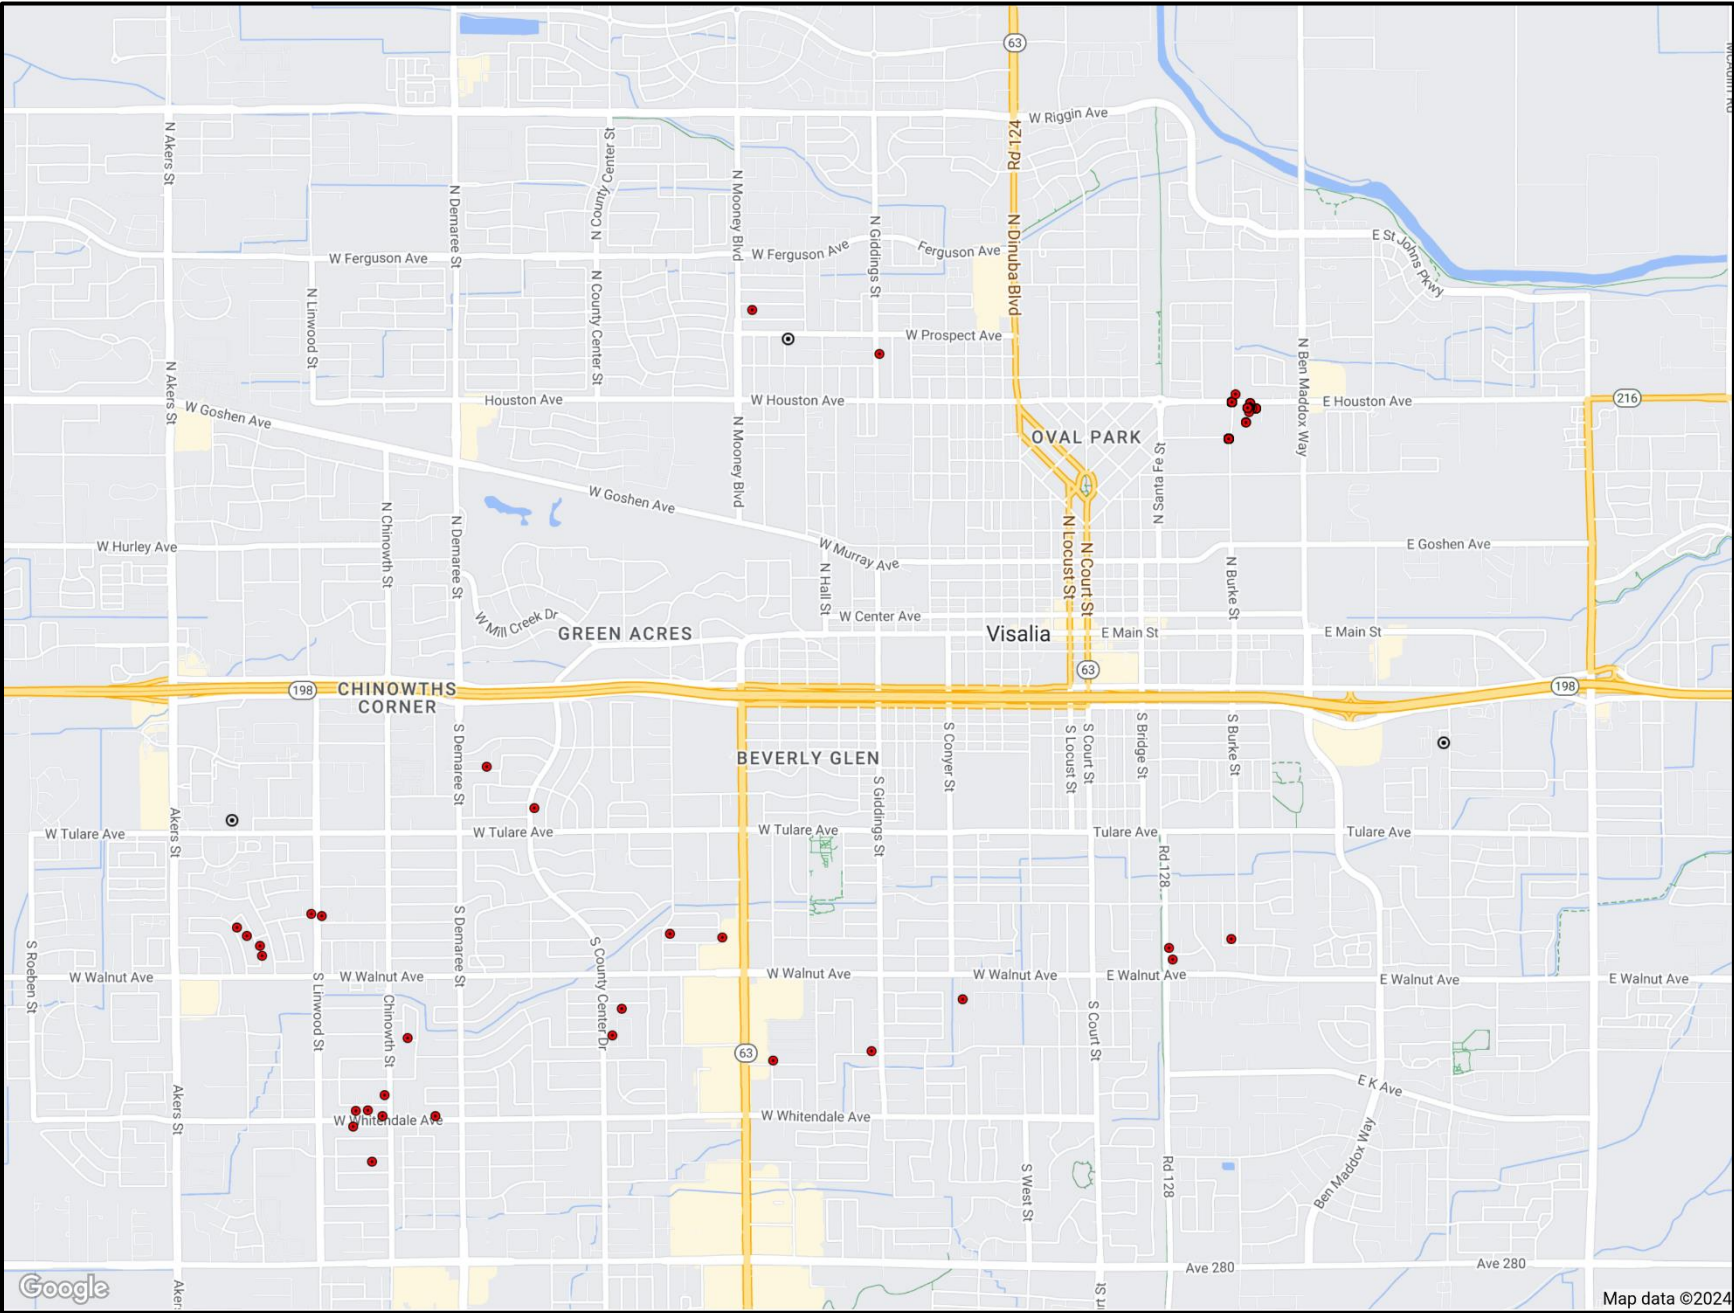 63
W Riggin Ave
Rd 124
N Akers St
N County Center St
N Demaree St
N Mooney Blvd
N Giddings St
N Dinuba Blvd
E St Johns Pkwy
W Ferguson Ave
W Ferguson Ave
Ferguson Ave
N Linwood St
N County Center St
W Prospect Ave
N Ben Maddox Way
N Akers St
Houston Ave
W Houston Ave
E Houston Ave
216
W Goshen Ave
N Mooney Blvd
OVAL PARK
N Santa Fe St
W Goshen Ave
N Chinowth St
N Demaree St
N Locust St
N Court St
W Hurley Ave
W Murray Ave
E Goshen Ave
N Hall St
N Burke St
W Mill Creek Dr
W Center Ave
GREEN ACRES
Visalia
E Main St
E Main St
63
198
CHINOWTHS
CORNER
198
S Demaree St
BEVERLY GLEN
S Conyer St
S Locust St
S Court St
S Bridge St
S Burke St
S Giddings St
Akers St
W Tulare Ave
W Tulare Ave
W Tulare Ave
Tulare Ave
Tulare Ave
Rd 128
S Roeben St
S Demaree St
S County Center Dr
W Walnut Ave
W Walnut Ave
W Walnut Ave
W Walnut Ave
E Walnut Ave
E Walnut Ave
E Walnut Ave
S Linwood St
Chinowth St
S Court St
63
E K Ave
Akers St
W Whitendale Ave
W Whitendale Ave
Ben Maddox Way
S West St
Rd 128
Ave 280
Ave 280
Google
Map data ©2024